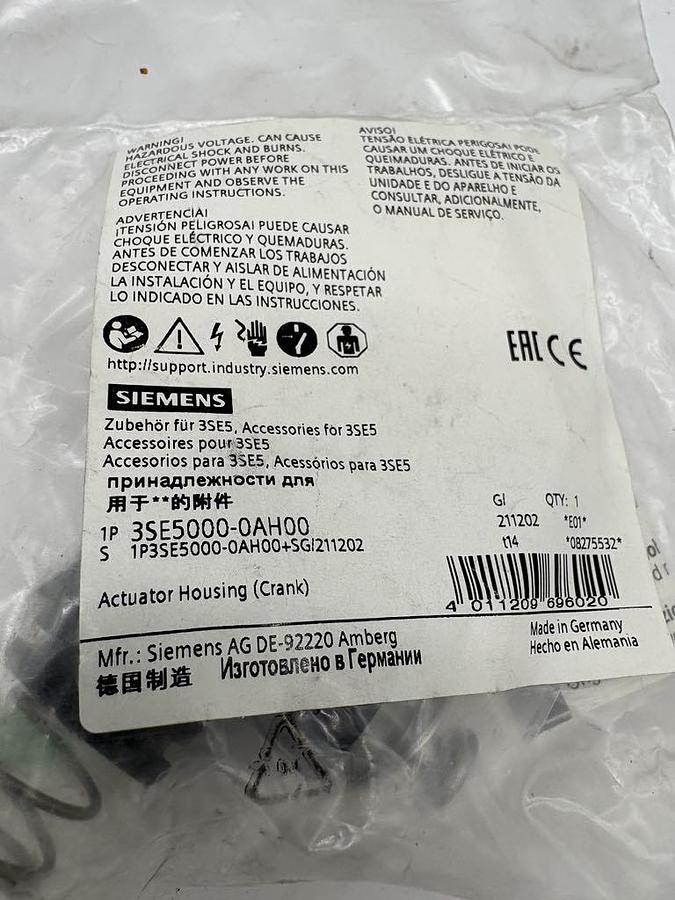 WARNING!
HAZARDOUS VOLTAGE. CAN CAUSE
ELECTRICAL SHOCK AND BURNS.
DISCONNECT POWER BEFORE
PROCEEDING WITH ANY WORK ON THIS
EQUIPMENT AND OBSERVE THE
OPERATING INSTRUCTIONS.
ADVERTENCIA!
¡TENSIÓN PELIGROSA! PUEDE CAUSAR
CHOQUE ELÉCTRICO Y QUEMADURAS.
ANTES DE COMENZAR LOS TRABAJOS
DESCONECTAR Y AISLAR DE ALIMENTACIÓN
LA INSTALACIÓN Y EL EQUIPO, Y RESPETAR
LO INDICADO EN LAS INSTRUCCIONES.
AVISO!
TENSÃO ELÉTRICA PERIGOSA! PODE
CAUSAR UM CHOQUE ELÉTRICO E
QUEIMADURAS. ANTES DE INICIAR OS
TRABALHOS, DESLIGUE A TENSÃO DA
UNIDADE E DO APARELHO E
CONSULTAR, ADICIONALMENTE,
O MANUAL DE SERVIÇO.
http://support.industry.siemens.com
EAC CE
SIEMENS
Zubehör für 3SE5, Accessories for 3SE5
Accessoires pour 3SE5
Accesorios para 3SE5, Acessórios para 3SE5
принадлежности для
用于**的附件
GI QTY: 1
1P 3SE5000-0AH00 211202 *E01*
S 1P3SE5000-0AH00+SGI211202 t14 *08275532*
Actuator Housing (Crank)
4 011209 696020
Mfr.: Siemens AG DE-92220 Amberg
德国制造 Изготовлено в Германии
Made in Germany
Hecho en Alemania